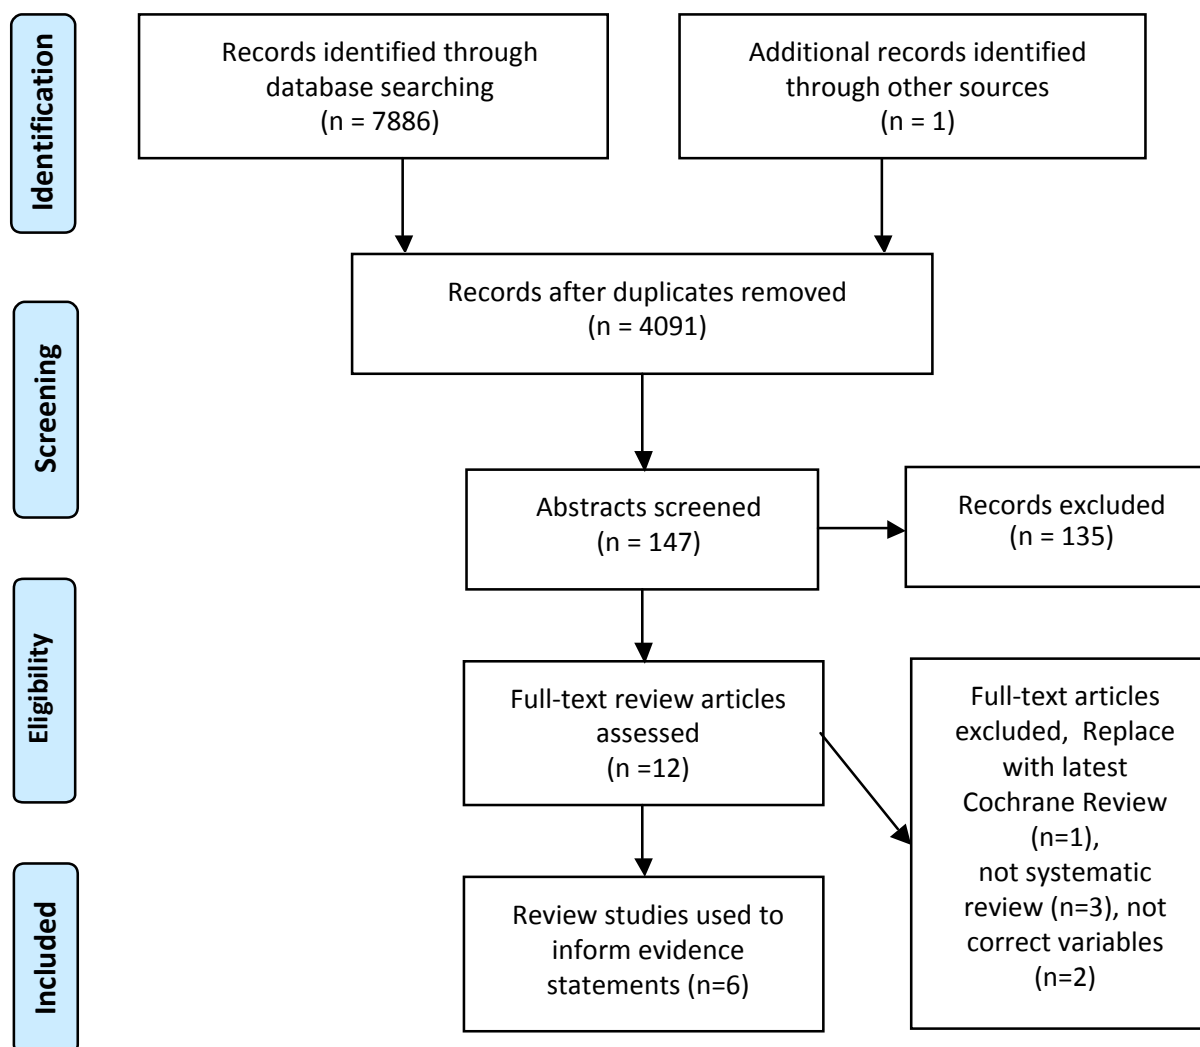 Identification
Records identified through
database searching
(n = 7886)
Additional records identified
through other sources
(n = 1)
Records after duplicates removed
(n = 4091)
Screening
Abstracts screened
(n = 147)
Records excluded
(n = 135)
Eligibility
Full-text review articles
assessed
(n =12)
Full-text articles
excluded,  Replace
with latest
Cochrane Review
(n=1),
not systematic
review (n=3), not
correct variables
(n=2)
Included
Review studies used to
inform evidence
statements (n=6)